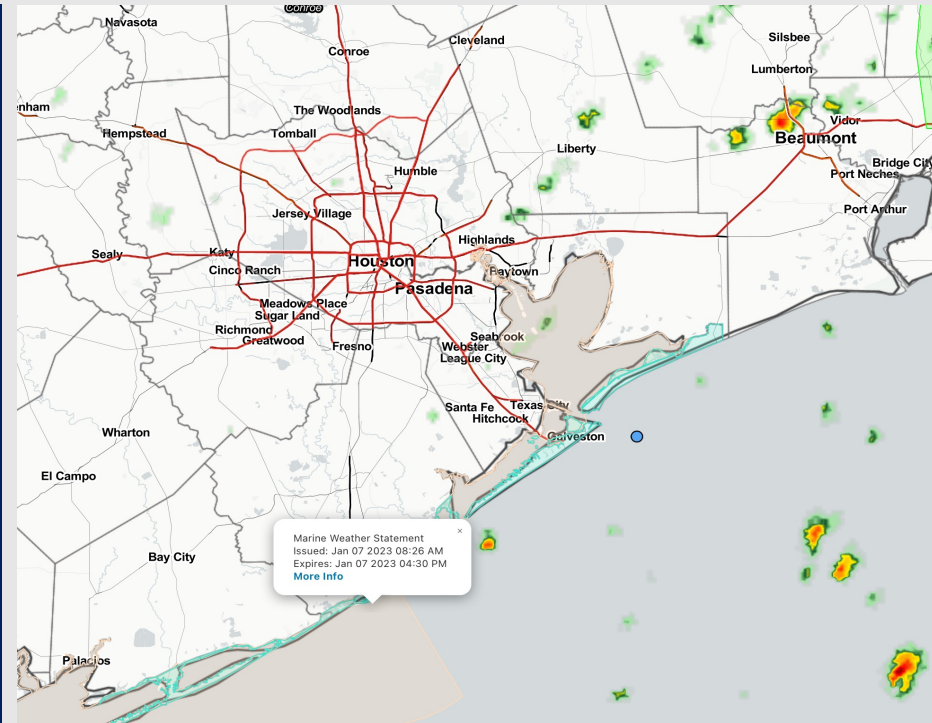 Conroe
Navasota
Silsbee
Cleveland
Conroe
Lumberton
enham
The Woodlands
Vidor
Hempstead
Tomball
Beaumont
Liberty
Bridge City
Humble
Port Neches
Jersey Village
Port Arthur
Highlands
Sealy
Katy
Houston
Cinco Ranch
Baytown
Pasadena
Meadows Place
Sugar Land
Richmond
Seabrook
Greatwood
Fresno
Webster
League City
Santa Fe
Texas City
Hitchcock
Wharton
Galveston
El Campo
Marine Weather Statement
×
Issued: Jan 07 2023 08:26 AM
Expires: Jan 07 2023 04:30 PM
More Info
Bay City
Palacios